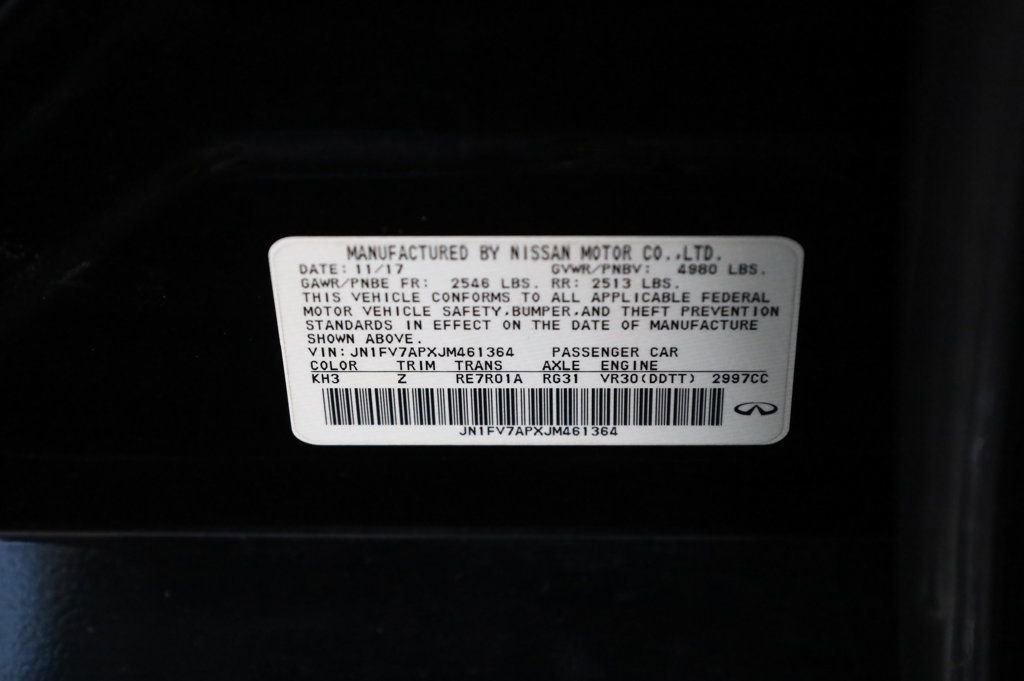 MANUFACTURED BY NISSAN MOTOR CO.,LTD.
DATE: 11/17 GVWR/PNBV: 4980 LBS.
GAWR/PNBE FR: 2546 LBS. RR: 2513 LBS.
THIS VEHICLE CONFORMS TO ALL APPLICABLE FEDERAL
MOTOR VEHICLE SAFETY,BUMPER,AND THEFT PREVENTION
STANDARDS IN EFFECT ON THE DATE OF MANUFACTURE
SHOWN ABOVE.
VIN: JN1FV7APXJM461364 PASSENGER CAR
COLOR TRIM TRANS AXLE ENGINE
KH3 Z RE7R01A RG31 VR30(DDTT) 2997CC
JN1FV7APXJM461364